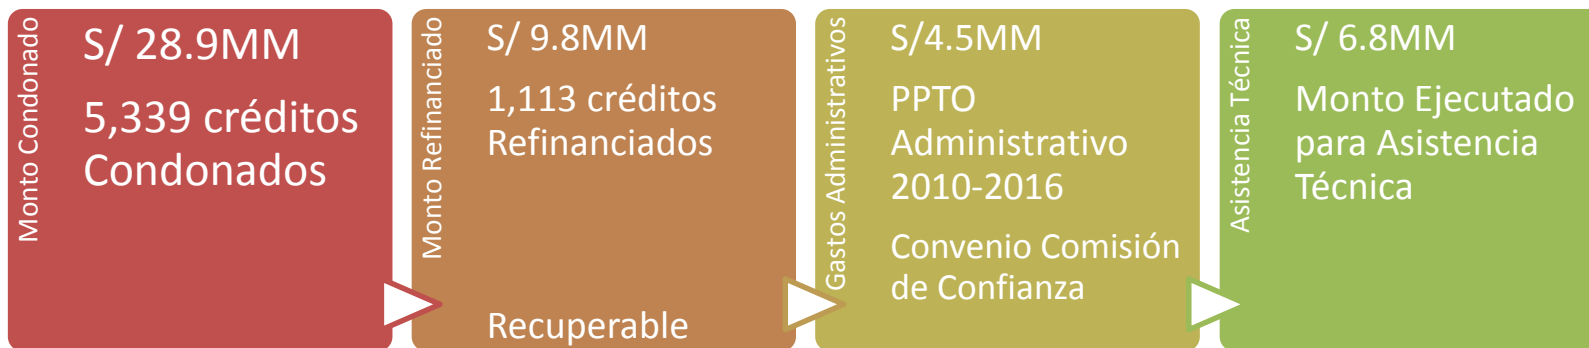 Monto Condonado
S/ 28.9MM
5,339 créditos
Condonados
Monto Refinanciado
S/ 9.8MM
1,113 créditos
Refinanciados
Recuperable
Gastos Administrativos
S/4.5MM
PPTO
Administrativo
2010-2016
Convenio Comisión
de Confianza
Asistencia Técnica
S/ 6.8MM
Monto Ejecutado
para Asistencia
Técnica